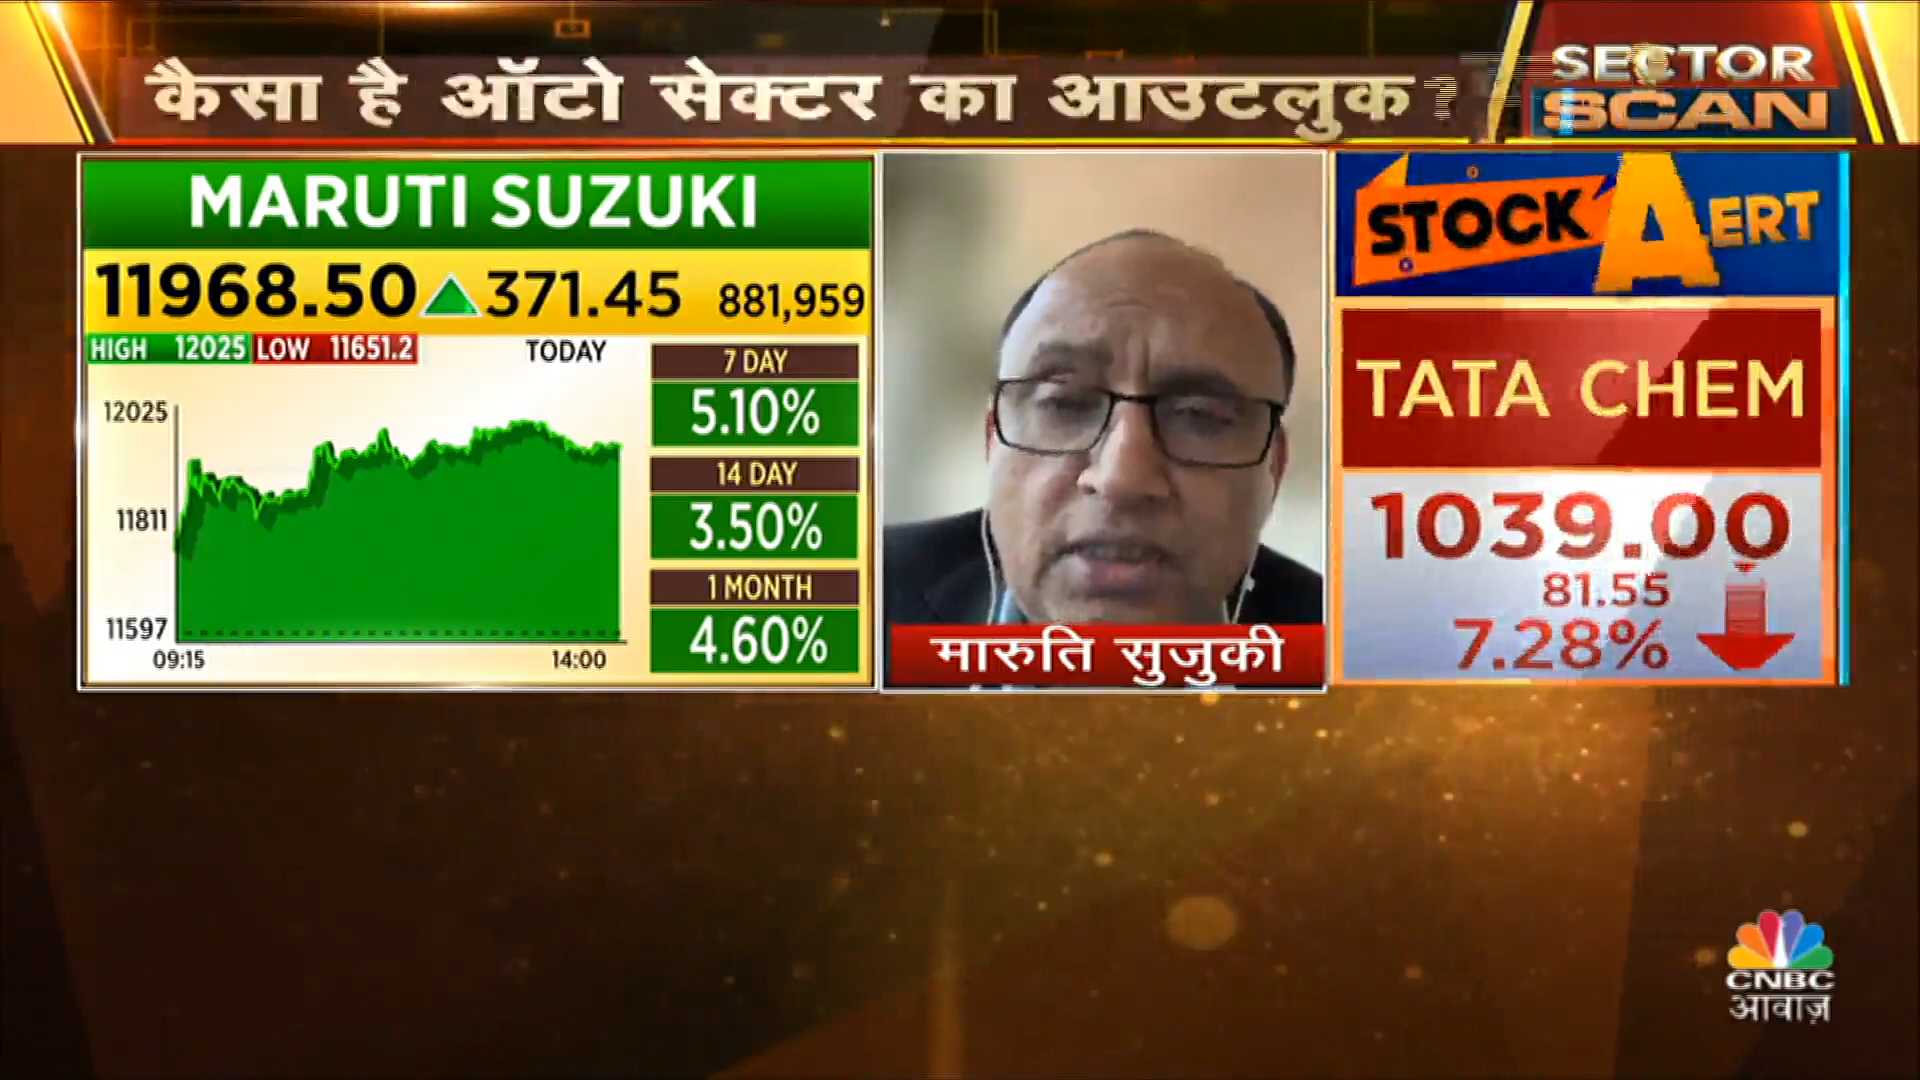 कैसा है ऑटो सेक्टर का आउटलुक?
SECTOR
SCAN
MARUTI SUZUKI
11968.50 ▲ 371.45 881,959
HIGH 12025 LOW 11651.2
TODAY
12025
11811
11597
09:15 14:00
7 DAY
5.10%
14 DAY
3.50%
1 MONTH
4.60%
मारुति सुजुकी
STOCK AERT
TATA CHEM
1039.00
81.55
7.28%
CNBC
आवाज़